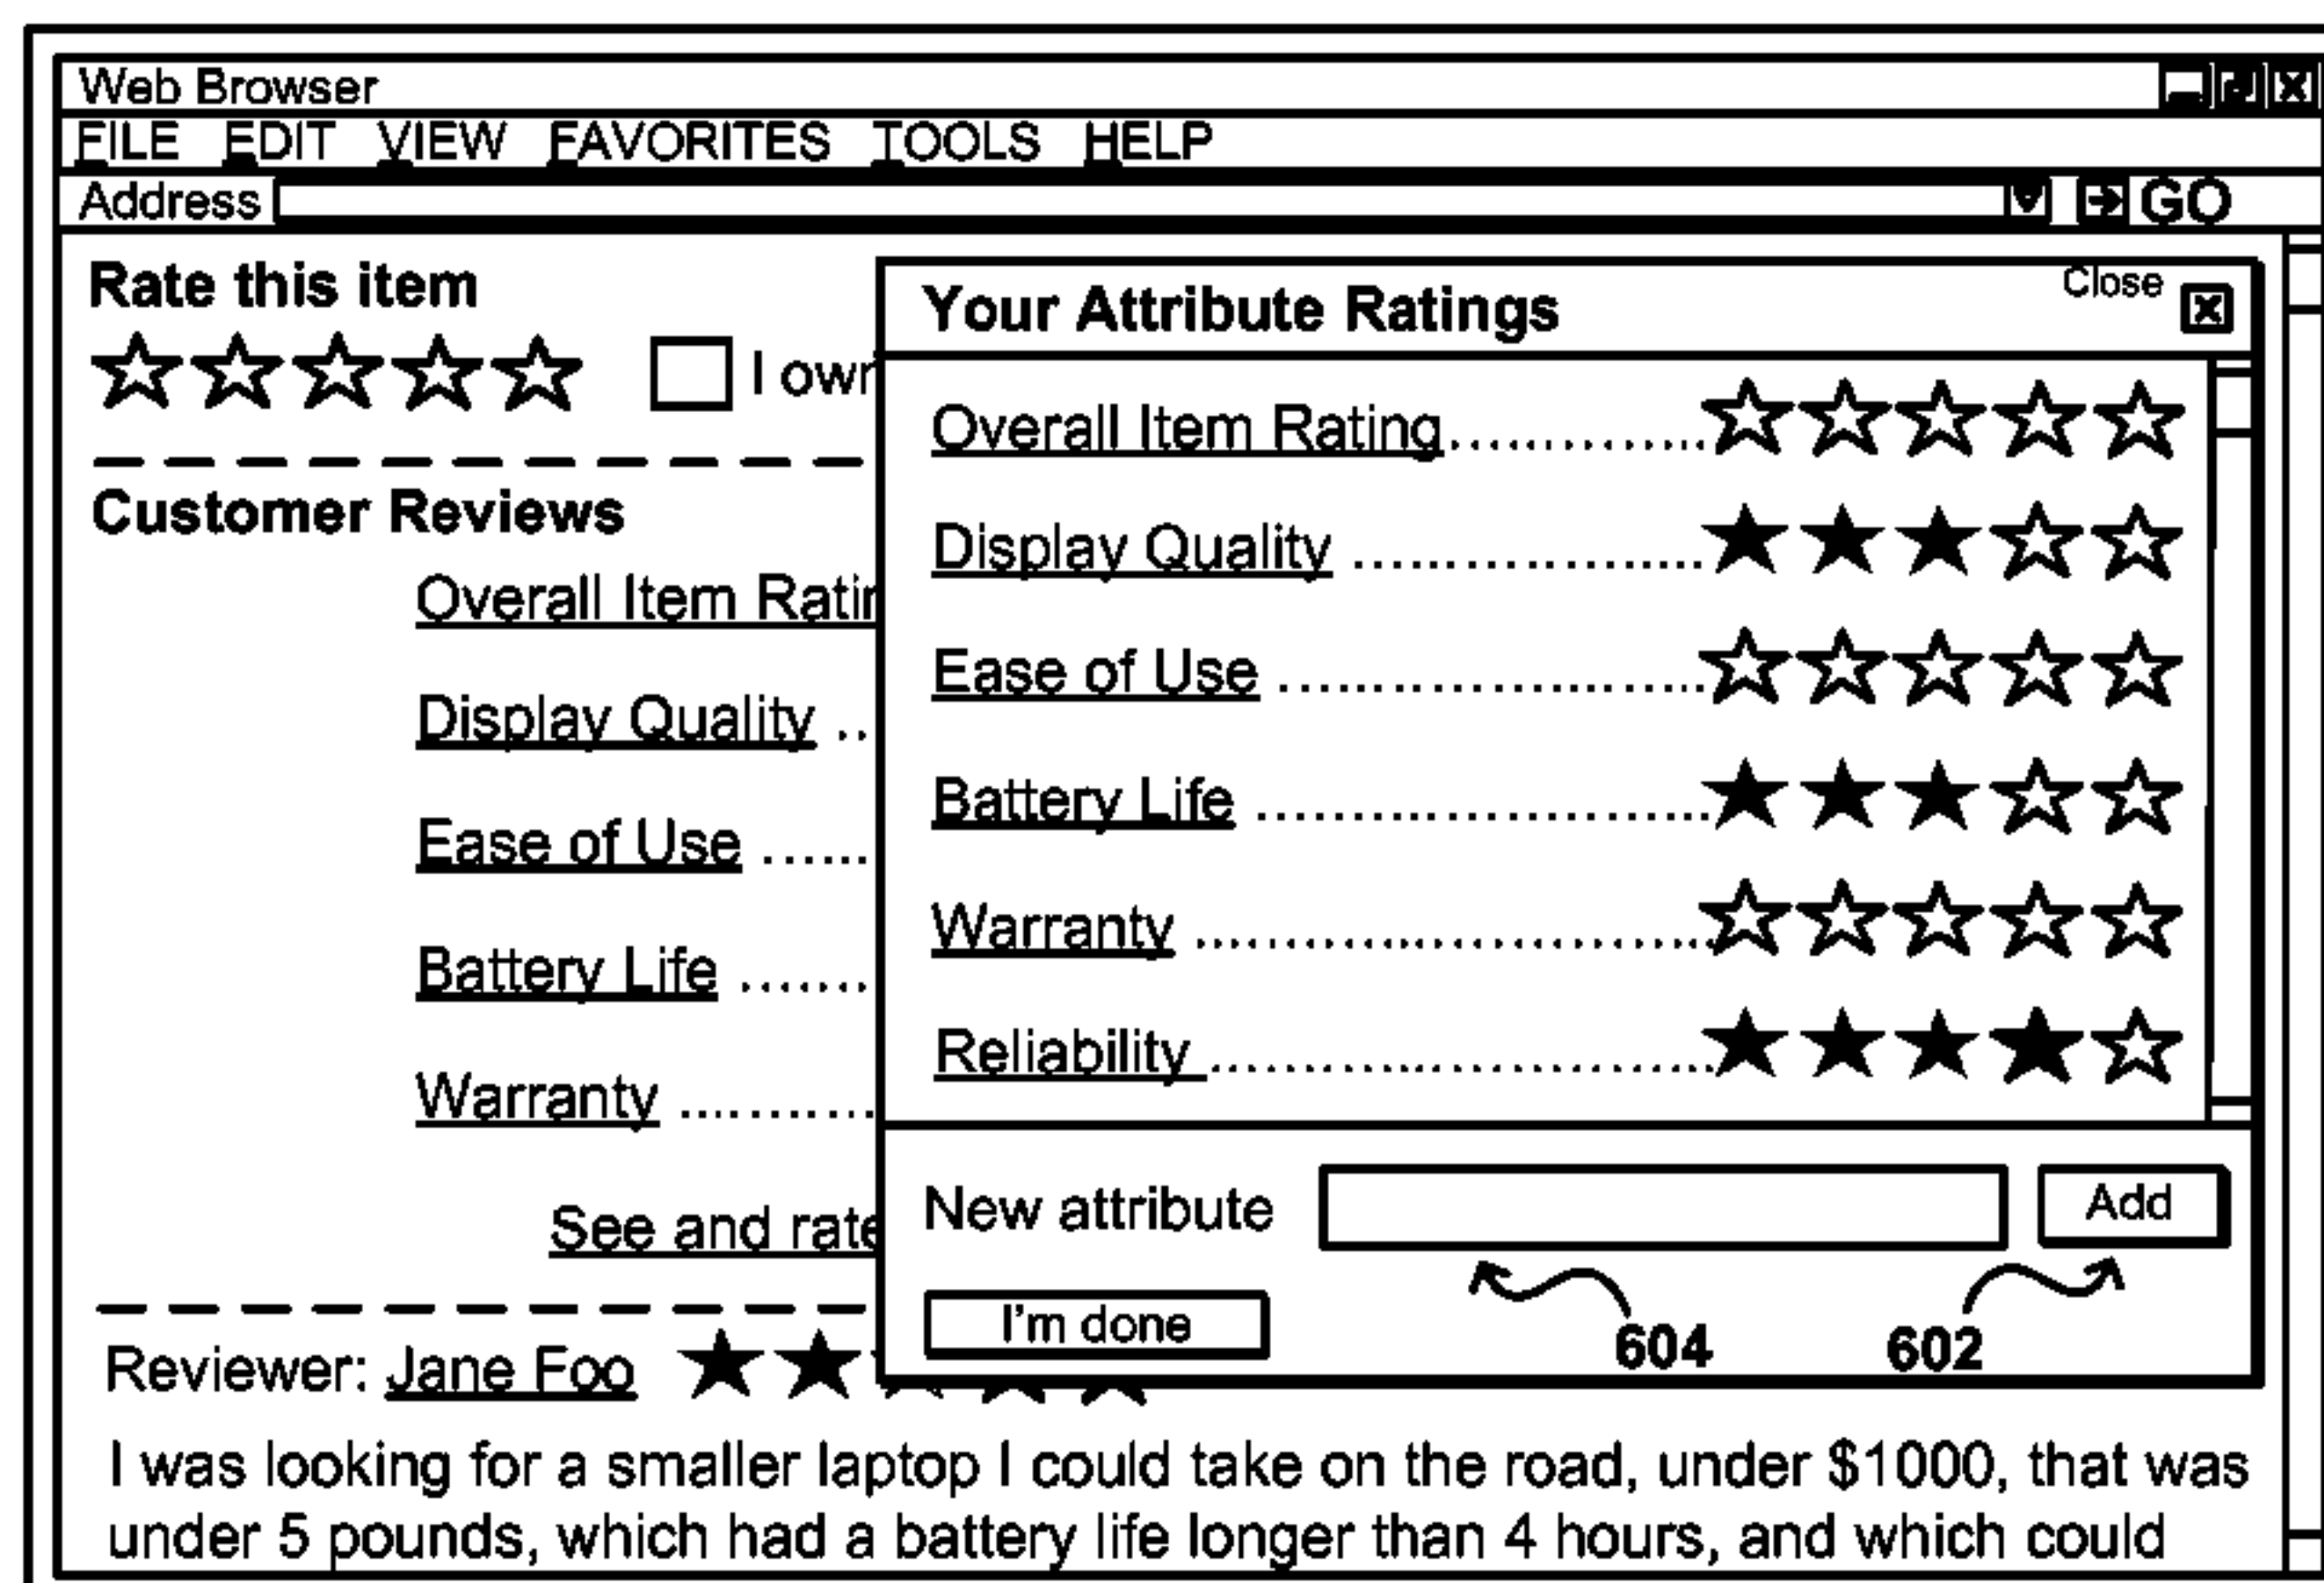 Web Browser
FILE EDIT VIEW FAVORITES TOOLS HELP
Address GO
Rate this item
I own
Customer Reviews
Overall Item Ratin
Display Quality ..
Ease of Use ......
Battery Life .......
Warranty ...........
See and rate
Your Attribute Ratings
Close
Overall Item Rating..............
Display Quality ...................
Ease of Use .......................
Battery Life ........................
Warranty ............................
Reliability ...........................
New attribute Add
I'm done
604 602
Reviewer: Jane Foo
I was looking for a smaller laptop I could take on the road, under $1000, that was
under 5 pounds, which had a battery life longer than 4 hours, and which could